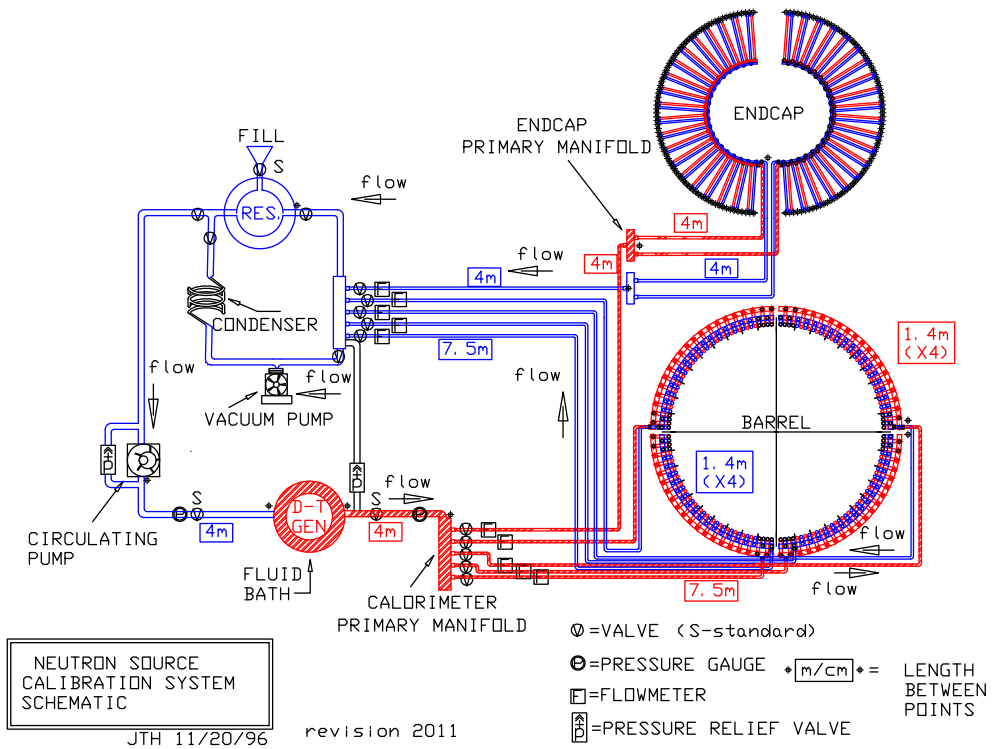 ENDCAP
ENDCAP
PRIMARY MANIFOLD
FILL
S
flow
RES.
4m
4m
flow
4m
4m
CONDENSER
1.4m
(X4)
7.5m
flow
flow
flow
VACUUM PUMP
BARREL
1.4m
(X4)
flow
S
D-T
GEN
S
4m
4m
CIRCULATING
PUMP
flow
FLUID
BATH
7.5m
flow
CALORIMETER
PRIMARY MANIFOLD
V=VALVE (S-standard)
P=PRESSURE GAUGE
m/cm = LENGTH
BETWEEN
POINTS
F=FLOWMETER
P=PRESSURE RELIEF VALVE
NEUTRON SOURCE
CALIBRATION SYSTEM
SCHEMATIC
JTH 11/20/96
revision 2011